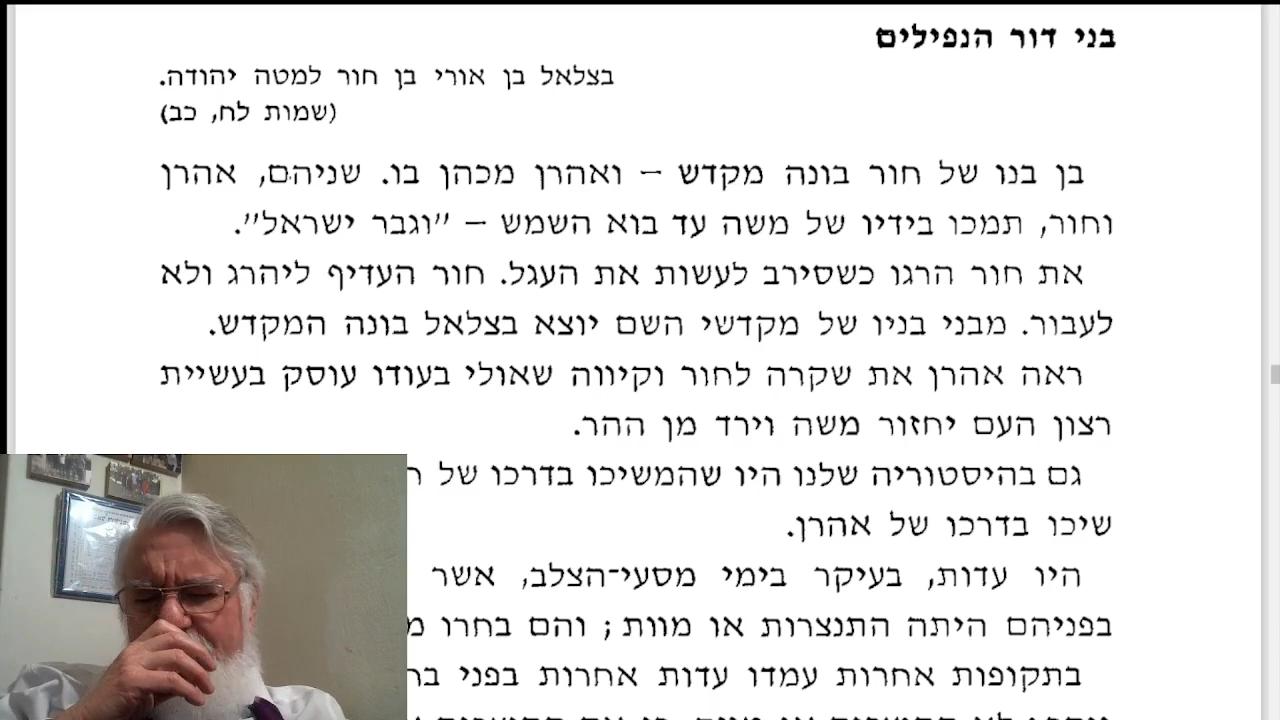 בני דור הנפילים
בצלאל בן אורי בן חור למטה יהודה.
(שמות לח, כב)
בן בנו של חור בונה מקדש – ואהרן מכהן בו. שניהם, אהרן
וחור, תמכו בידיו של משה עד בוא השמש – ״וגבר ישראל״.
את חור הרגו כשסירב לעשות את העגל. חור העדיף ליהרג ולא
לעבור. מבני בניו של מקדשי השם יוצא בצלאל בונה המקדש.
ראה אהרן את שקרה לחור וקיווה שאולי בעודו עוסק בעשיית
רצון העם יחזור משה וירד מן ההר.
גם בהיסטוריה שלנו היו שהמשיכו בדרכו של
שיכו בדרכו של אהרן.
היו עדות, בעיקר בימי מסעי־הצלב, אשר
בפניהם היתה התנצרות או מוות; והם בחרו
בתקופות אחרות עמדו עדות אחרות בפני